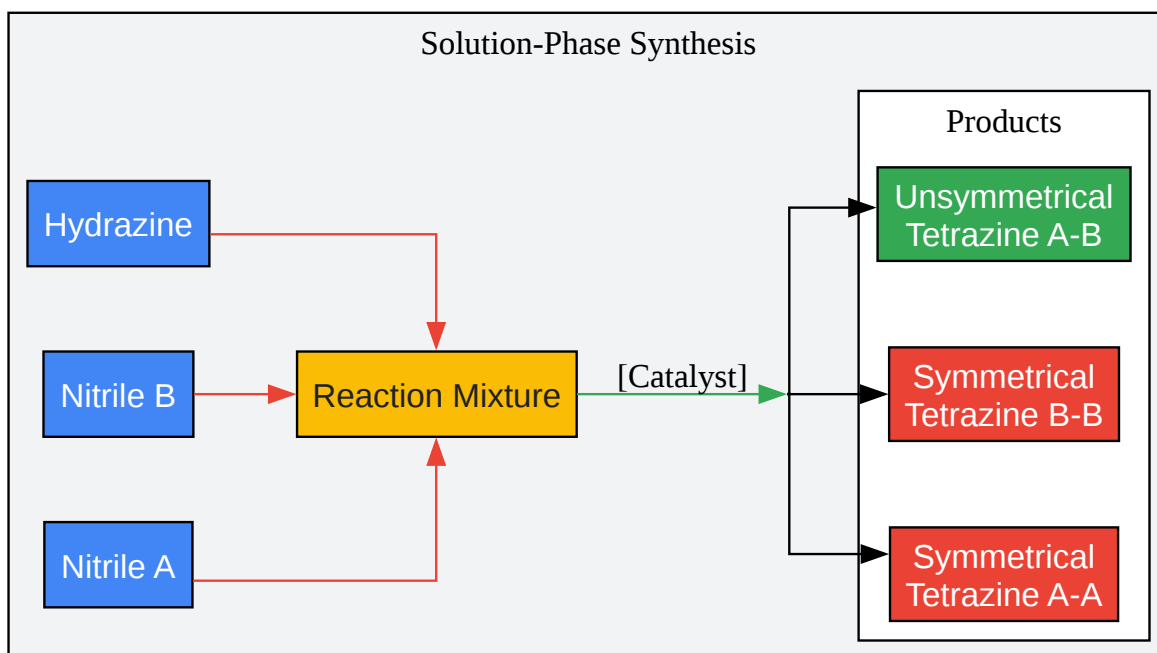 Solution-Phase Synthesis
Products
Hydrazine
Unsymmetrical
Tetrazine A-B
Nitrile B
Reaction Mixture
[Catalyst]
Symmetrical
Tetrazine B-B
Nitrile A
Symmetrical
Tetrazine A-A